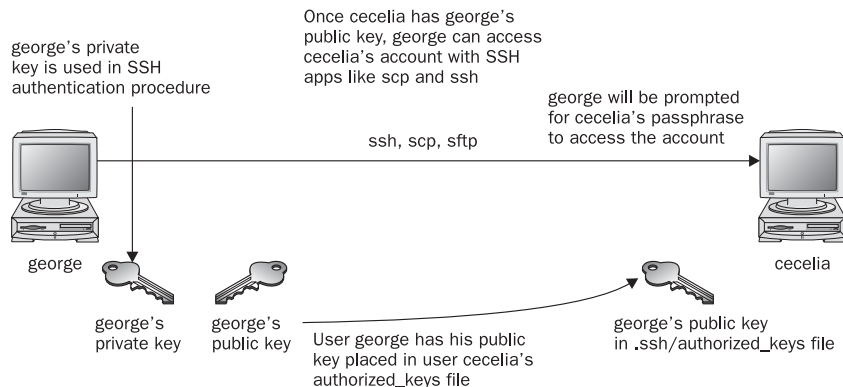 Once cecelia has george's
public key, george can access
cecelia's account with SSH
apps like scp and ssh
george's private
key is used in SSH
authentication procedure
george will be prompted
for cecelia's passphrase
to access the account
ssh, scp, sftp
george
cecelia
george's
private key
george's
public key
User george has his public
key placed in user cecelia's
authorized_keys file
george's public key
in .ssh/authorized_keys file